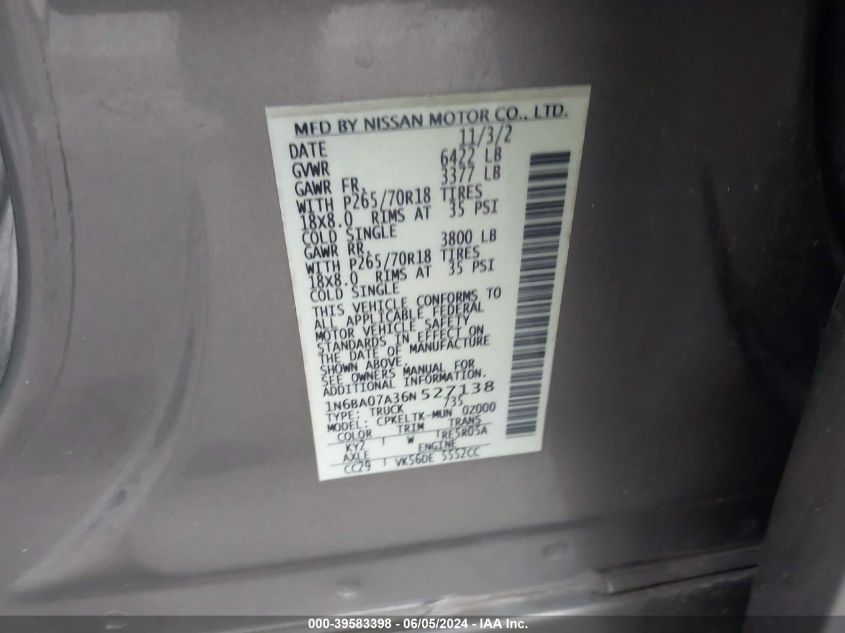 MFD BY NISSAN MOTOR CO., LTD.
DATE 11/3/2
GVWR 6422 LB
GAWR FR. 3377 LB
WITH P265/70R18 TIRES
18X8.0 RIMS AT 35 PSI
COLD SINGLE
GAWR RR. 3800 LB
WITH P265/70R18 TIRES
18X8.0 RIMS AT 35 PSI
COLD SINGLE
THIS VEHICLE CONFORMS TO
ALL APPLICABLE FEDERAL
MOTOR VEHICLE SAFETY
STANDARDS IN EFFECT ON
THE DATE OF MANUFACTURE
SHOWN ABOVE.
SEE OWNERS MANUAL FOR
ADDITIONAL INFORMATION.
1N6BA07A36N527138
TYPE: TRUCK /35
MODEL: CPKELTK-MUN 0Z000
COLOR TRIM TRANS
KY2 W TRE5R05A
AXLE ENGINE
CC29 VK56DE 5552CC
000-39583398 - 06/05/2024 - IAA Inc.